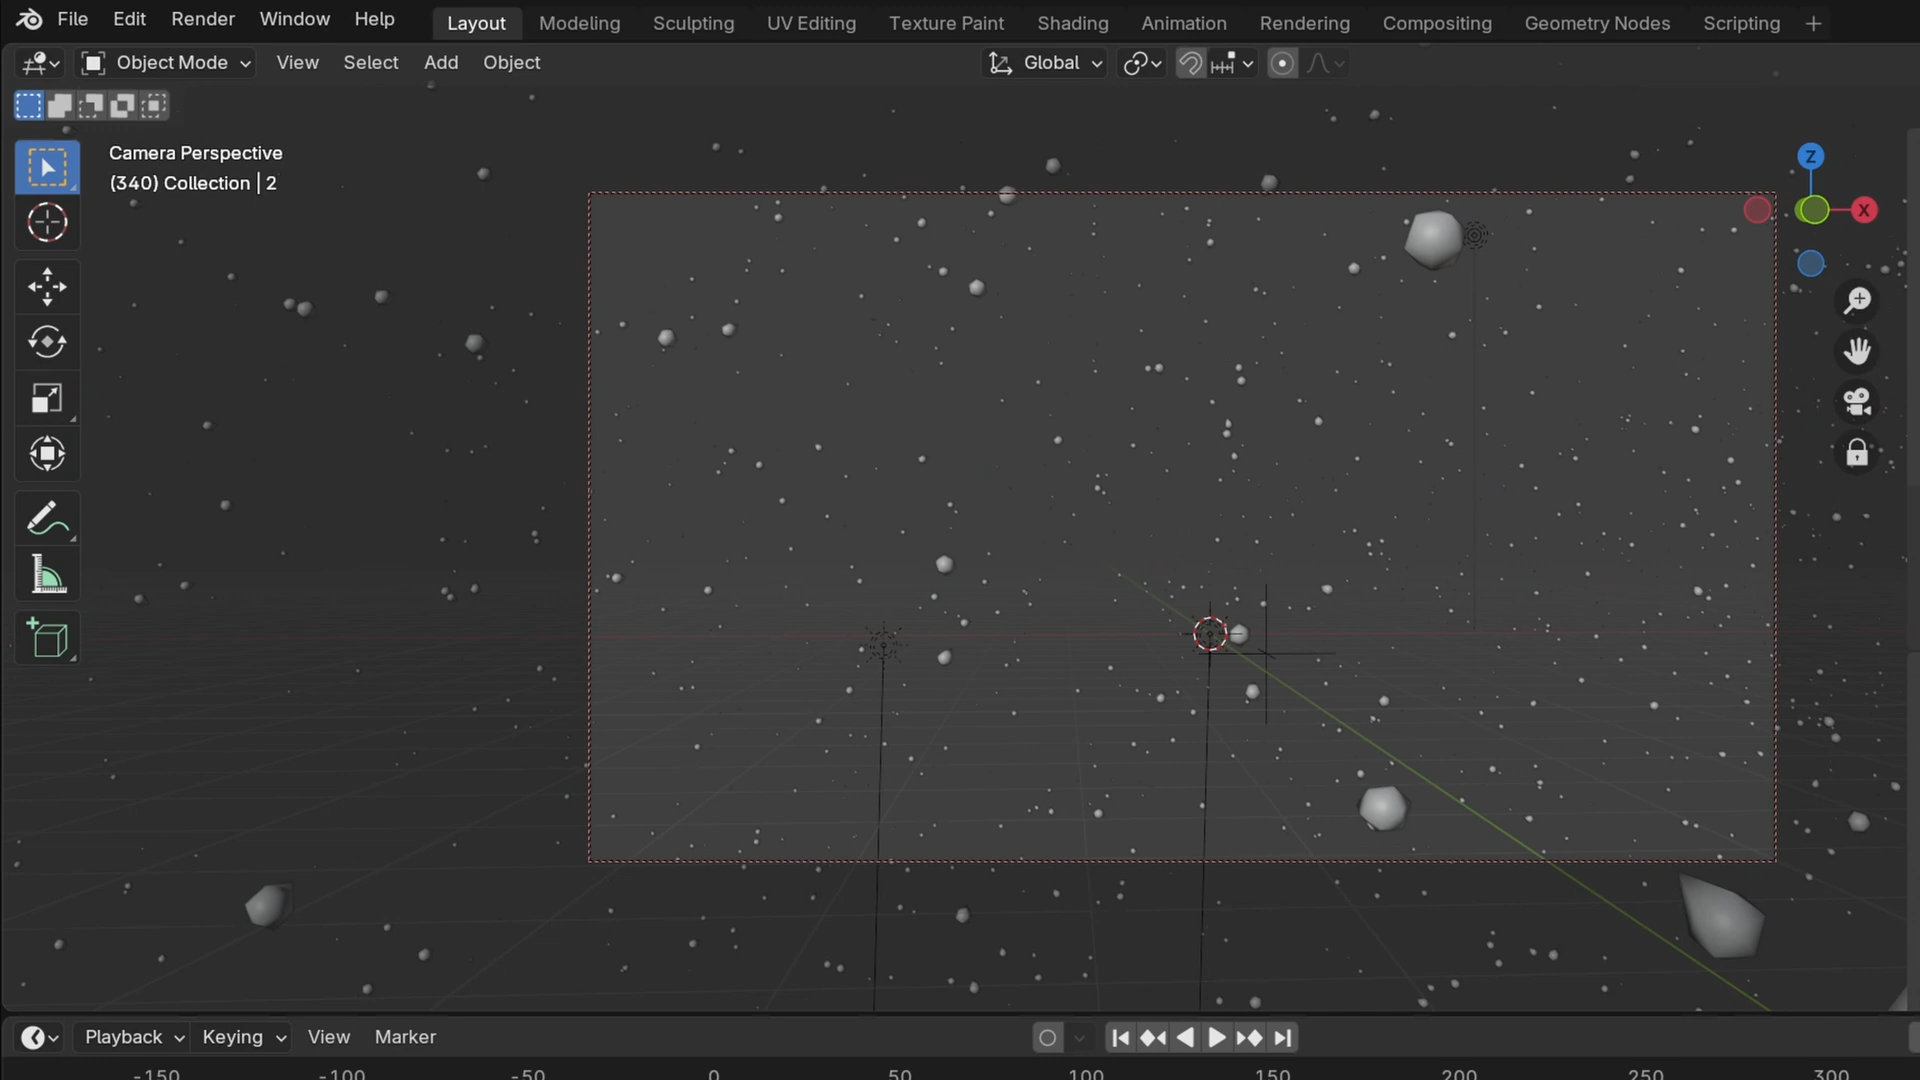 File Edit Render Window Help Layout Modeling Sculpting UV Editing Texture Paint Shading Animation Rendering Compositing Geometry Nodes Scripting +
Object Mode View Select Add Object Global
Camera Perspective
(340) Collection | 2
Z
X
Playback Keying View Marker
-150 -100 -50 0 50 100 150 200 250 300